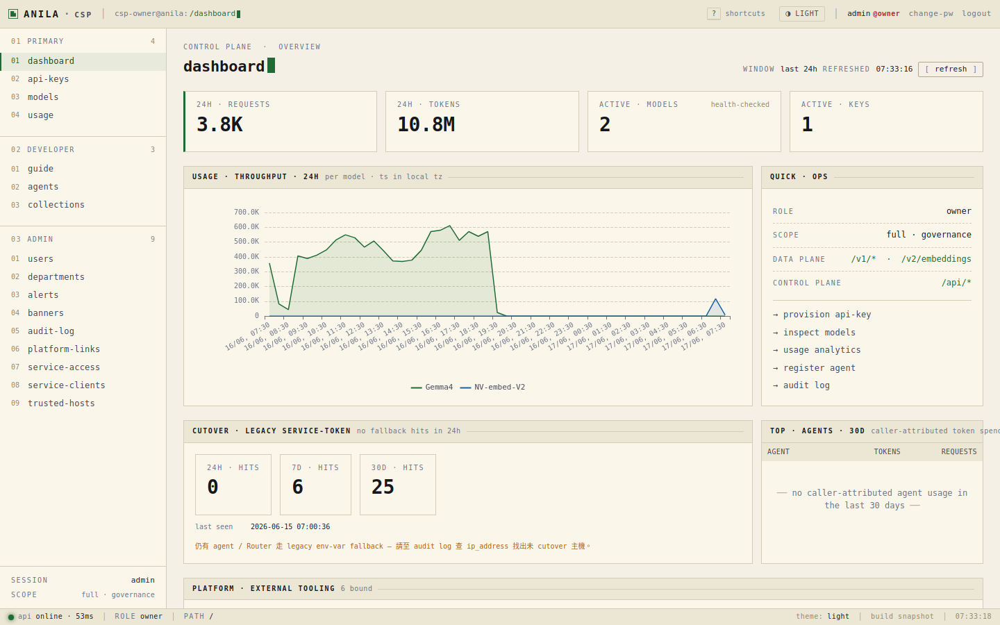 ANILA · CSP
csp-owner@anila:/dashboard
? shortcuts
LIGHT
admin @owner change-pw logout
01 PRIMARY 4
01 dashboard
02 api-keys
03 models
04 usage
02 DEVELOPER 3
01 guide
02 agents
03 collections
03 ADMIN 9
01 users
02 departments
03 alerts
04 banners
05 audit-log
06 platform-links
07 service-access
08 service-clients
09 trusted-hosts
SESSION admin
SCOPE full · governance
CONTROL PLANE · OVERVIEW
dashboard
WINDOW last 24h REFRESHED 07:33:16 [ refresh ]
24H · REQUESTS
3.8K
24H · TOKENS
10.8M
ACTIVE · MODELS health-checked
2
ACTIVE · KEYS
1
USAGE · THROUGHPUT · 24H per model · ts in local tz
700.0K
600.0K
500.0K
400.0K
300.0K
200.0K
100.0K
0
16/06, 07:30
16/06, 08:30
16/06, 09:30
16/06, 10:30
16/06, 11:30
16/06, 12:30
16/06, 13:30
16/06, 14:30
16/06, 15:30
16/06, 16:30
16/06, 17:30
16/06, 18:30
16/06, 19:30
16/06, 20:30
16/06, 21:30
16/06, 22:30
16/06, 23:30
17/06, 00:30
17/06, 01:30
17/06, 02:30
17/06, 03:30
17/06, 04:30
17/06, 05:30
17/06, 06:30
17/06, 07:30
Gemma4 NV-embed-V2
QUICK · OPS
ROLE owner
SCOPE full · governance
DATA PLANE /v1/* · /v2/embeddings
CONTROL PLANE /api/*
→ provision api-key
→ inspect models
→ usage analytics
→ register agent
→ audit log
CUTOVER · LEGACY SERVICE-TOKEN no fallback hits in 24h
24H · HITS
0
7D · HITS
6
30D · HITS
25
last seen 2026-06-15 07:00:36
仍有 agent / Router 走 legacy env-var fallback — 請至 audit log 查 ip_address 找出未 cutover 主機。
TOP · AGENTS · 30D caller-attributed token spend
AGENT TOKENS REQUESTS
── no caller-attributed agent usage in
the last 30 days ──
PLATFORM · EXTERNAL TOOLING 6 bound
api online · 53ms ROLE owner PATH /
theme: light build snapshot 07:33:18